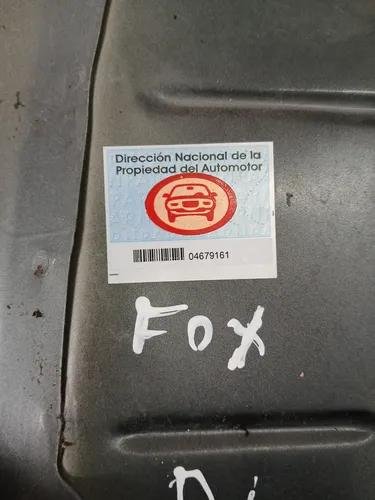 Dirección Nacional de la
Propiedad del Automotor
04679161
Fox